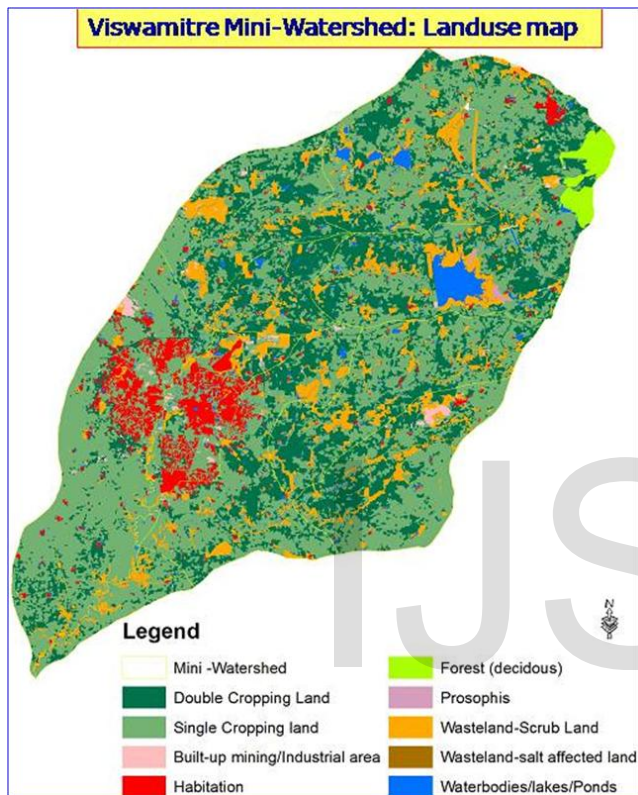 Viswamitre Mini-Watershed: Landuse map
N
IJS
Legend
Mini -Watershed
Double Cropping Land
Single Cropping land
Built-up mining/Industrial area
Habitation
Forest (decidous)
Prosophis
Wasteland-Scrub Land
Wasteland-salt affected land
Waterbodies/lakes/Ponds